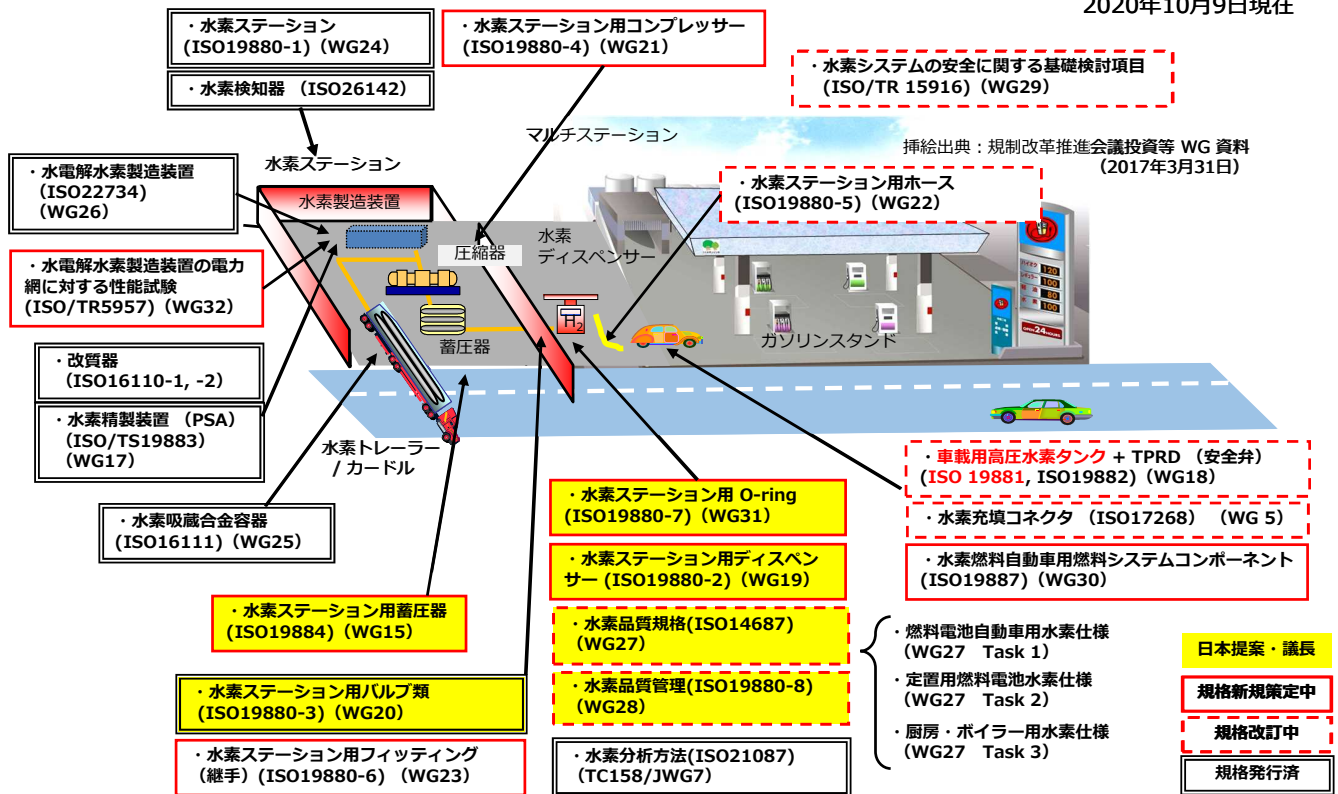 2020年10月9日現在
・水素ステーション
(ISO19880-1)（WG24）
・水素検知器 （ISO26142）
・水素ステーション用コンプレッサー
(ISO19880-4)（WG21）
・水素システムの安全に関する基礎検討項目
(ISO/TR 15916)（WG29）
マルチステーション
挿絵出典：規制改革推進会議投資等 WG 資料
（2017年3月31日）
水素ステーション
・水電解水素製造装置
（ISO22734)
(WG26）
水素製造装置
・水素ステーション用ホース
(ISO19880-5)（WG22）
圧縮器
水素
ディスペンサー
・水電解水素製造装置の電力
網に対する性能試験
(ISO/TR5957)（WG32）
H2
蓄圧器
ガソリンスタンド
ハイオク 120
レギュラー 100
軽油 80
100
OPEN 24HOURS
・改質器
（ISO16110-1, -2）
・水素精製装置 （PSA）
(ISO/TS19883）
(WG17）
水素トレーラー
/ カードル
・水素吸蔵合金容器
(ISO16111)（WG25）
・車載用高圧水素タンク + TPRD （安全弁）
(ISO 19881, ISO19882)（WG18）
・水素充填コネクタ （ISO17268） （WG 5）
・水素燃料自動車用燃料システムコンポーネント
(ISO19887)（WG30）
・水素ステーション用 O-ring
(ISO19880-7)（WG31）
・水素ステーション用ディスペン
サー (ISO19880-2)（WG19）
・水素品質規格(ISO14687)
(WG27）
・水素品質管理(ISO19880-8)
(WG28）
・水素分析方法(ISO21087)
（TC158/JWG7）
・水素ステーション用蓄圧器
(ISO19884)（WG15）
・水素ステーション用バルブ類
(ISO19880-3)（WG20）
・水素ステーション用フィッティング
（継手）(ISO19880-6) （WG23）
・燃料電池自動車用水素仕様
（WG27 Task 1）
・定置用燃料電池水素仕様
（WG27 Task 2）
・厨房・ボイラー用水素仕様
（WG27 Task 3）
日本提案・議長
規格新規策定中
規格改訂中
規格発行済